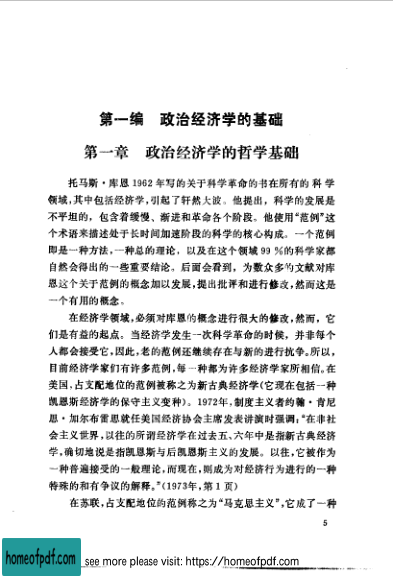 第一编　政治经济学的基础
第一章　政治经济学的哲学基础
托马斯·库恩1962年写的关于科学革命的书在所有的科学
领域,其中包括经济学,引起了轩然大波。他提出，科学的发展是
不平坦的，包含着缓慢、渐进和革命各个阶段。他使用“范例”这
个术语来描述处于长时间加速阶段的科学的核心构成。一个范例
即是一种方法，一种总的理论，以及在这个领域99％的科学家都
自然会得出的一些重要结论。后面会看到，为数众多的文献对库
恩这个关于范例的概念加以发展,提出批评和进行修改,然而这是
一个有用的概念。
在经济学领域,必须对库恩的概念进行很大的修改,然而，它
们是有益的起点。当经济学发生一次科学革命的时候，并非每个
人都会接受它,因此,老的范例还继续存在与新的进行抗争。所以，
目前经济学家们有许多范例,每一种都为许多经济学家所相信。在
美国,占支配地位的范例被称之为新古典经济学(它现在包括一种
凯恩斯经济学的保守主义变种)。1972年,制度主义者约翰·肯尼
思·加尔布雷思就任美国经济协会主席发表讲演时强调:“在非社
会主义世界,以往的所谓经济学在过去五、六年中是指新古典经济
学,确切地说是指凯恩斯与后凯恩斯主义的发展。以往,它被作为
一种普遍接受的一般理论,而现在,则成为对经济行为进行的一种
特殊的和有争议的解释。”(1973年,第1页)
在苏联,占支配地位的范例称之为“马克思主义”,它成了一种
5
homeofpdf.com
see more please visit: https://homeofpdf.com